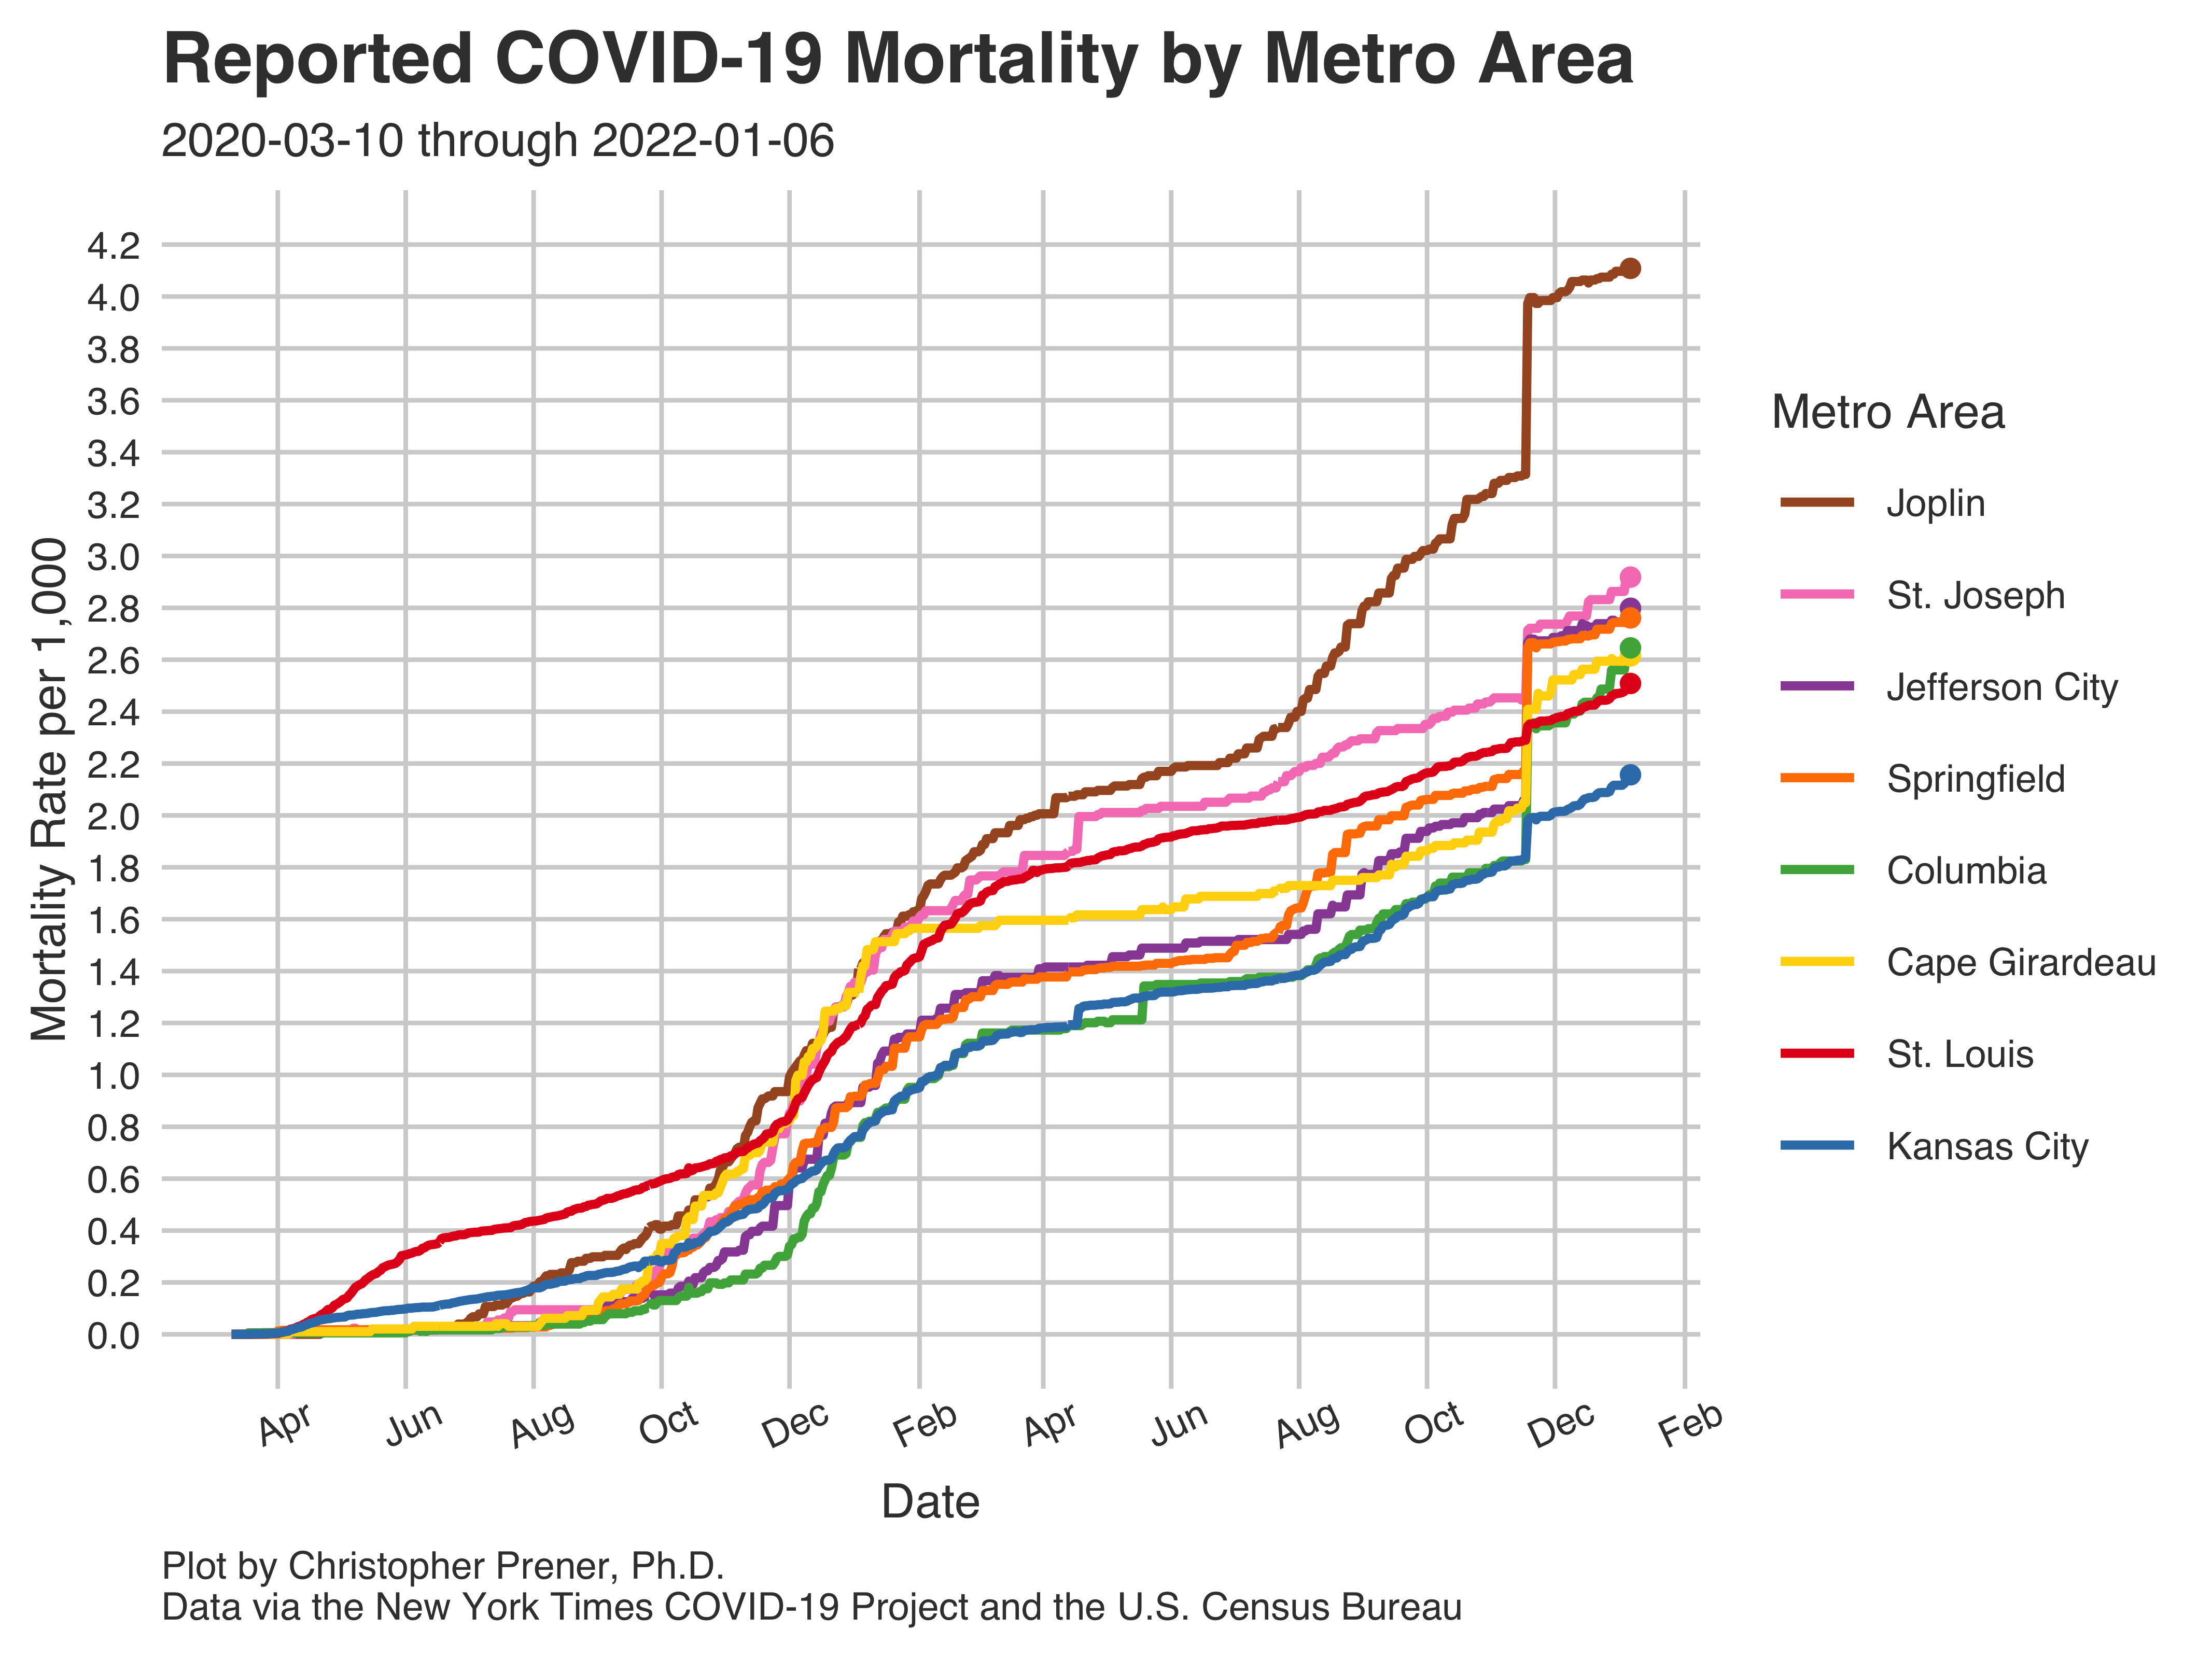 Reported COVID-19 Mortality by Metro Area
2020-03-10 through 2022-01-06
Mortality Rate per 1,000
4.2
4.0
3.8
3.6
3.4
3.2
3.0
2.8
2.6
2.4
2.2
2.0
1.8
1.6
1.4
1.2
1.0
0.8
0.6
0.4
0.2
0.0
Apr
Jun
Aug
Oct
Dec
Feb
Apr
Jun
Aug
Oct
Dec
Feb
Date
Metro Area
Joplin
St. Joseph
Jefferson City
Springfield
Columbia
Cape Girardeau
St. Louis
Kansas City
Plot by Christopher Prener, Ph.D.
Data via the New York Times COVID-19 Project and the U.S. Census Bureau